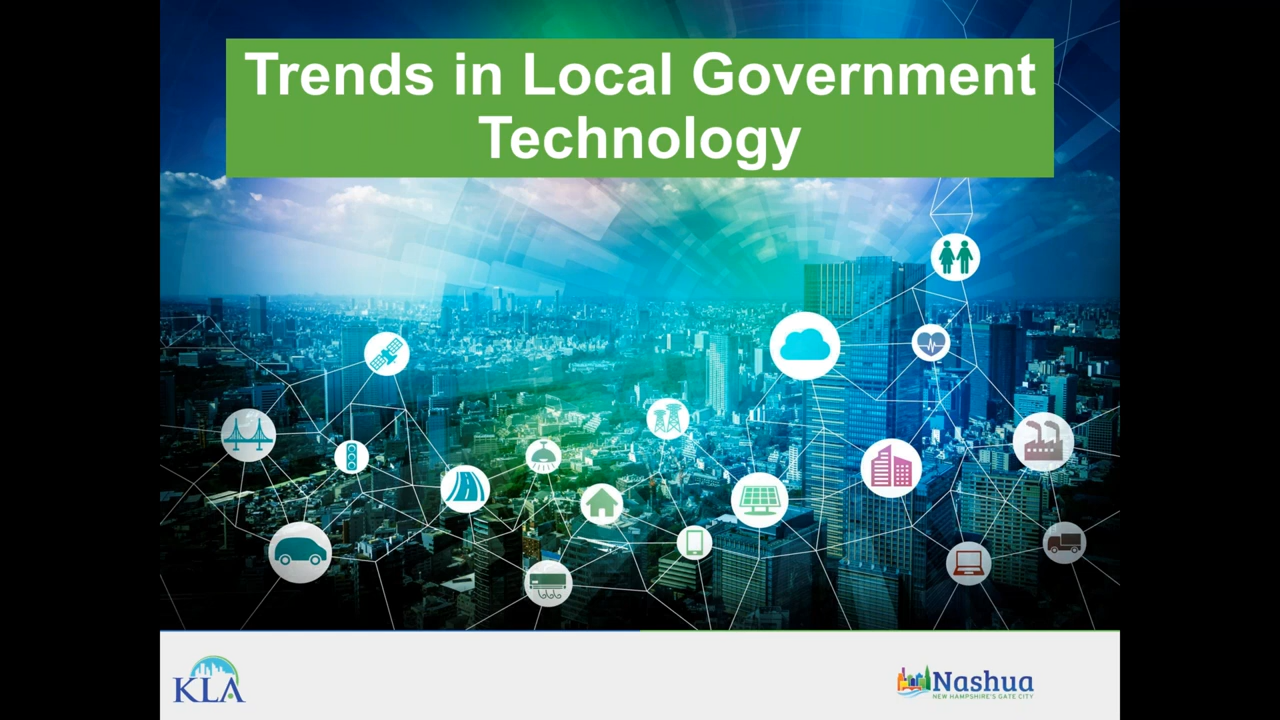 Trends in Local Government
Technology
KLA
Nashua
NEW HAMPSHIRE'S GATE CITY